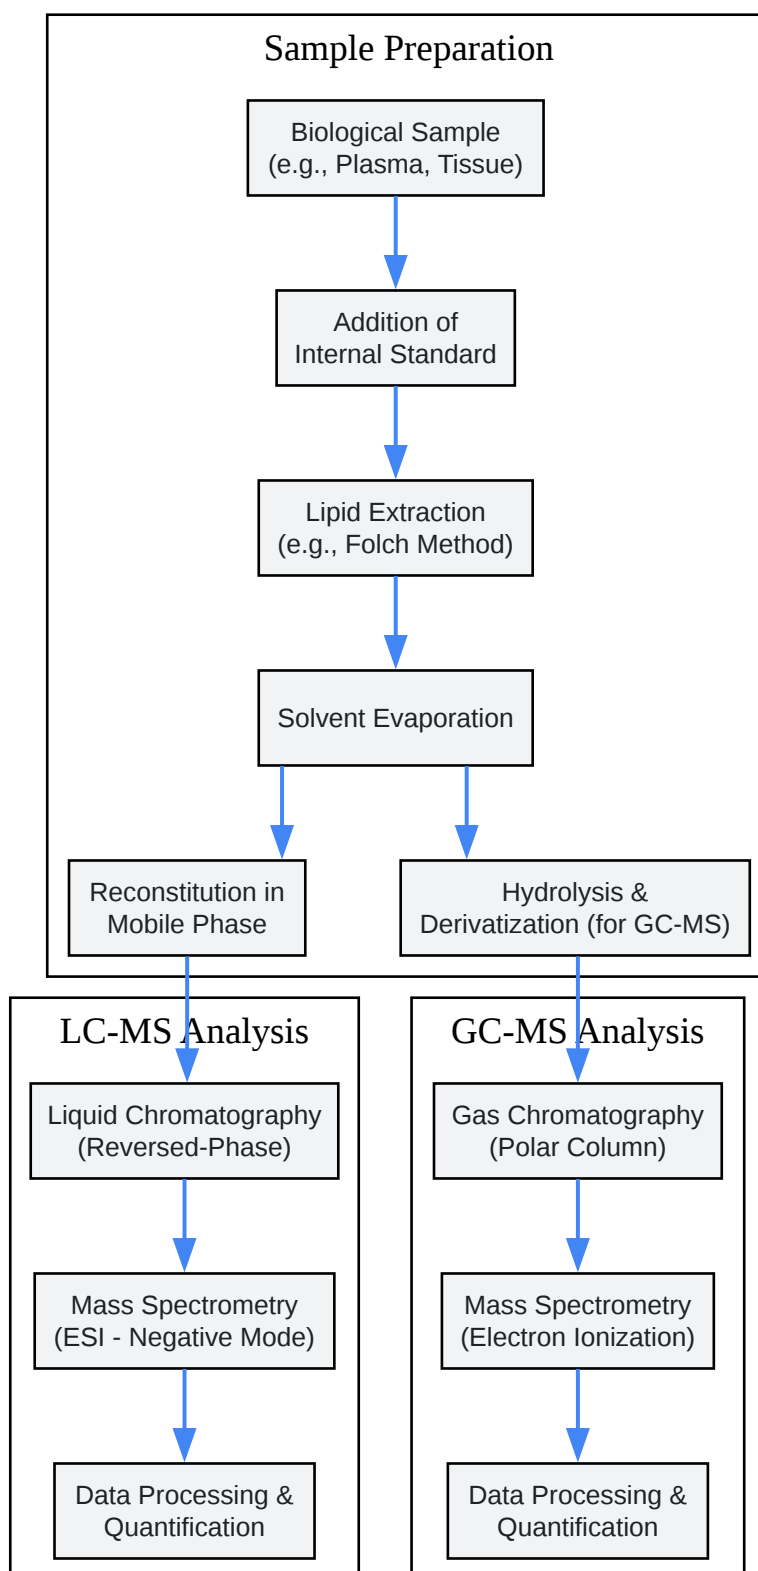 Sample Preparation
Biological Sample
(e.g., Plasma, Tissue)
Addition of
Internal Standard
Lipid Extraction
(e.g., Folch Method)
Solvent Evaporation
Reconstitution in
Mobile Phase
Hydrolysis &
Derivatization (for GC-MS)
LC-MS Analysis
Liquid Chromatography
(Reversed-Phase)
Mass Spectrometry
(ESI - Negative Mode)
Data Processing &
Quantification
GC-MS Analysis
Gas Chromatography
(Polar Column)
Mass Spectrometry
(Electron Ionization)
Data Processing &
Quantification